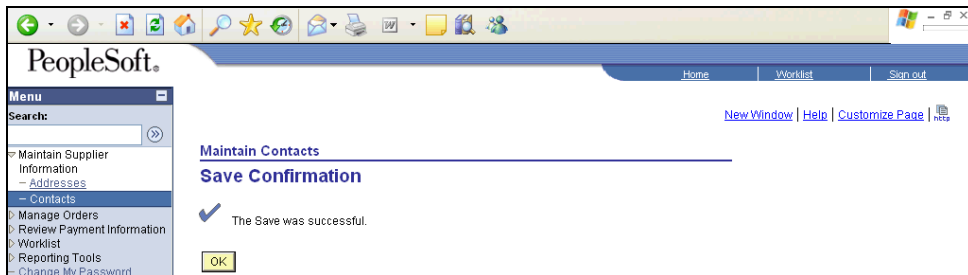 PeopleSoft.
Home Worklist Sign out
Menu
Search:
New Window | Help | Customize Page | http
Maintain Supplier
Information
Addresses
Contacts
Manage Orders
Review Payment Information
Worklist
Reporting Tools
Change My Password
Maintain Contacts
Save Confirmation
The Save was successful.
OK